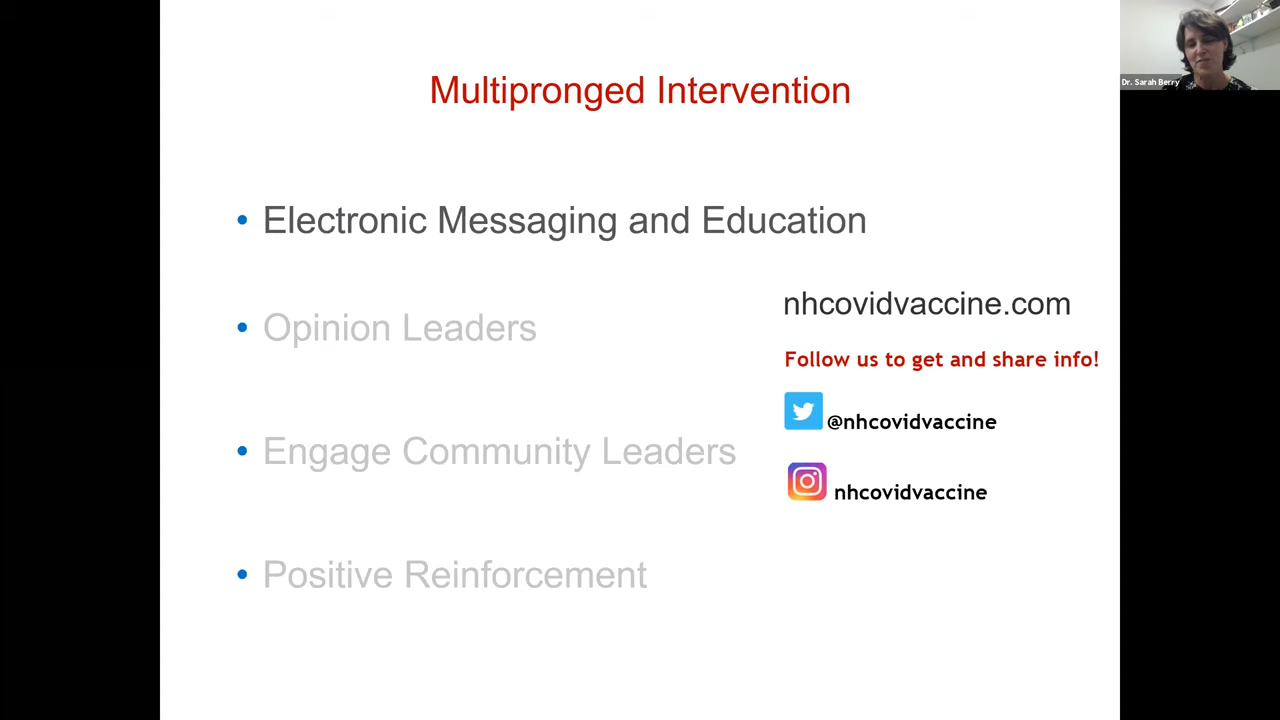 Multipronged Intervention
Dr. Sarah Berry
• Electronic Messaging and Education
nhcovidvaccine.com
• Opinion Leaders
Follow us to get and share info!
@nhcovidvaccine
• Engage Community Leaders
nhcovidvaccine
• Positive Reinforcement